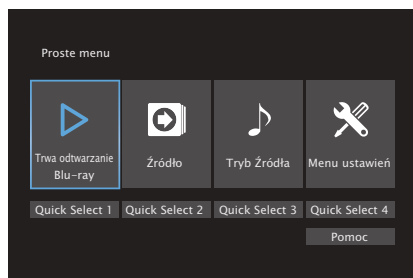 Proste menu
Trwa odtwarzanie
Blu-ray
Źródło
Tryb Źródła
Menu ustawień
Quick Select 1
Quick Select 2
Quick Select 3
Quick Select 4
Pomoc